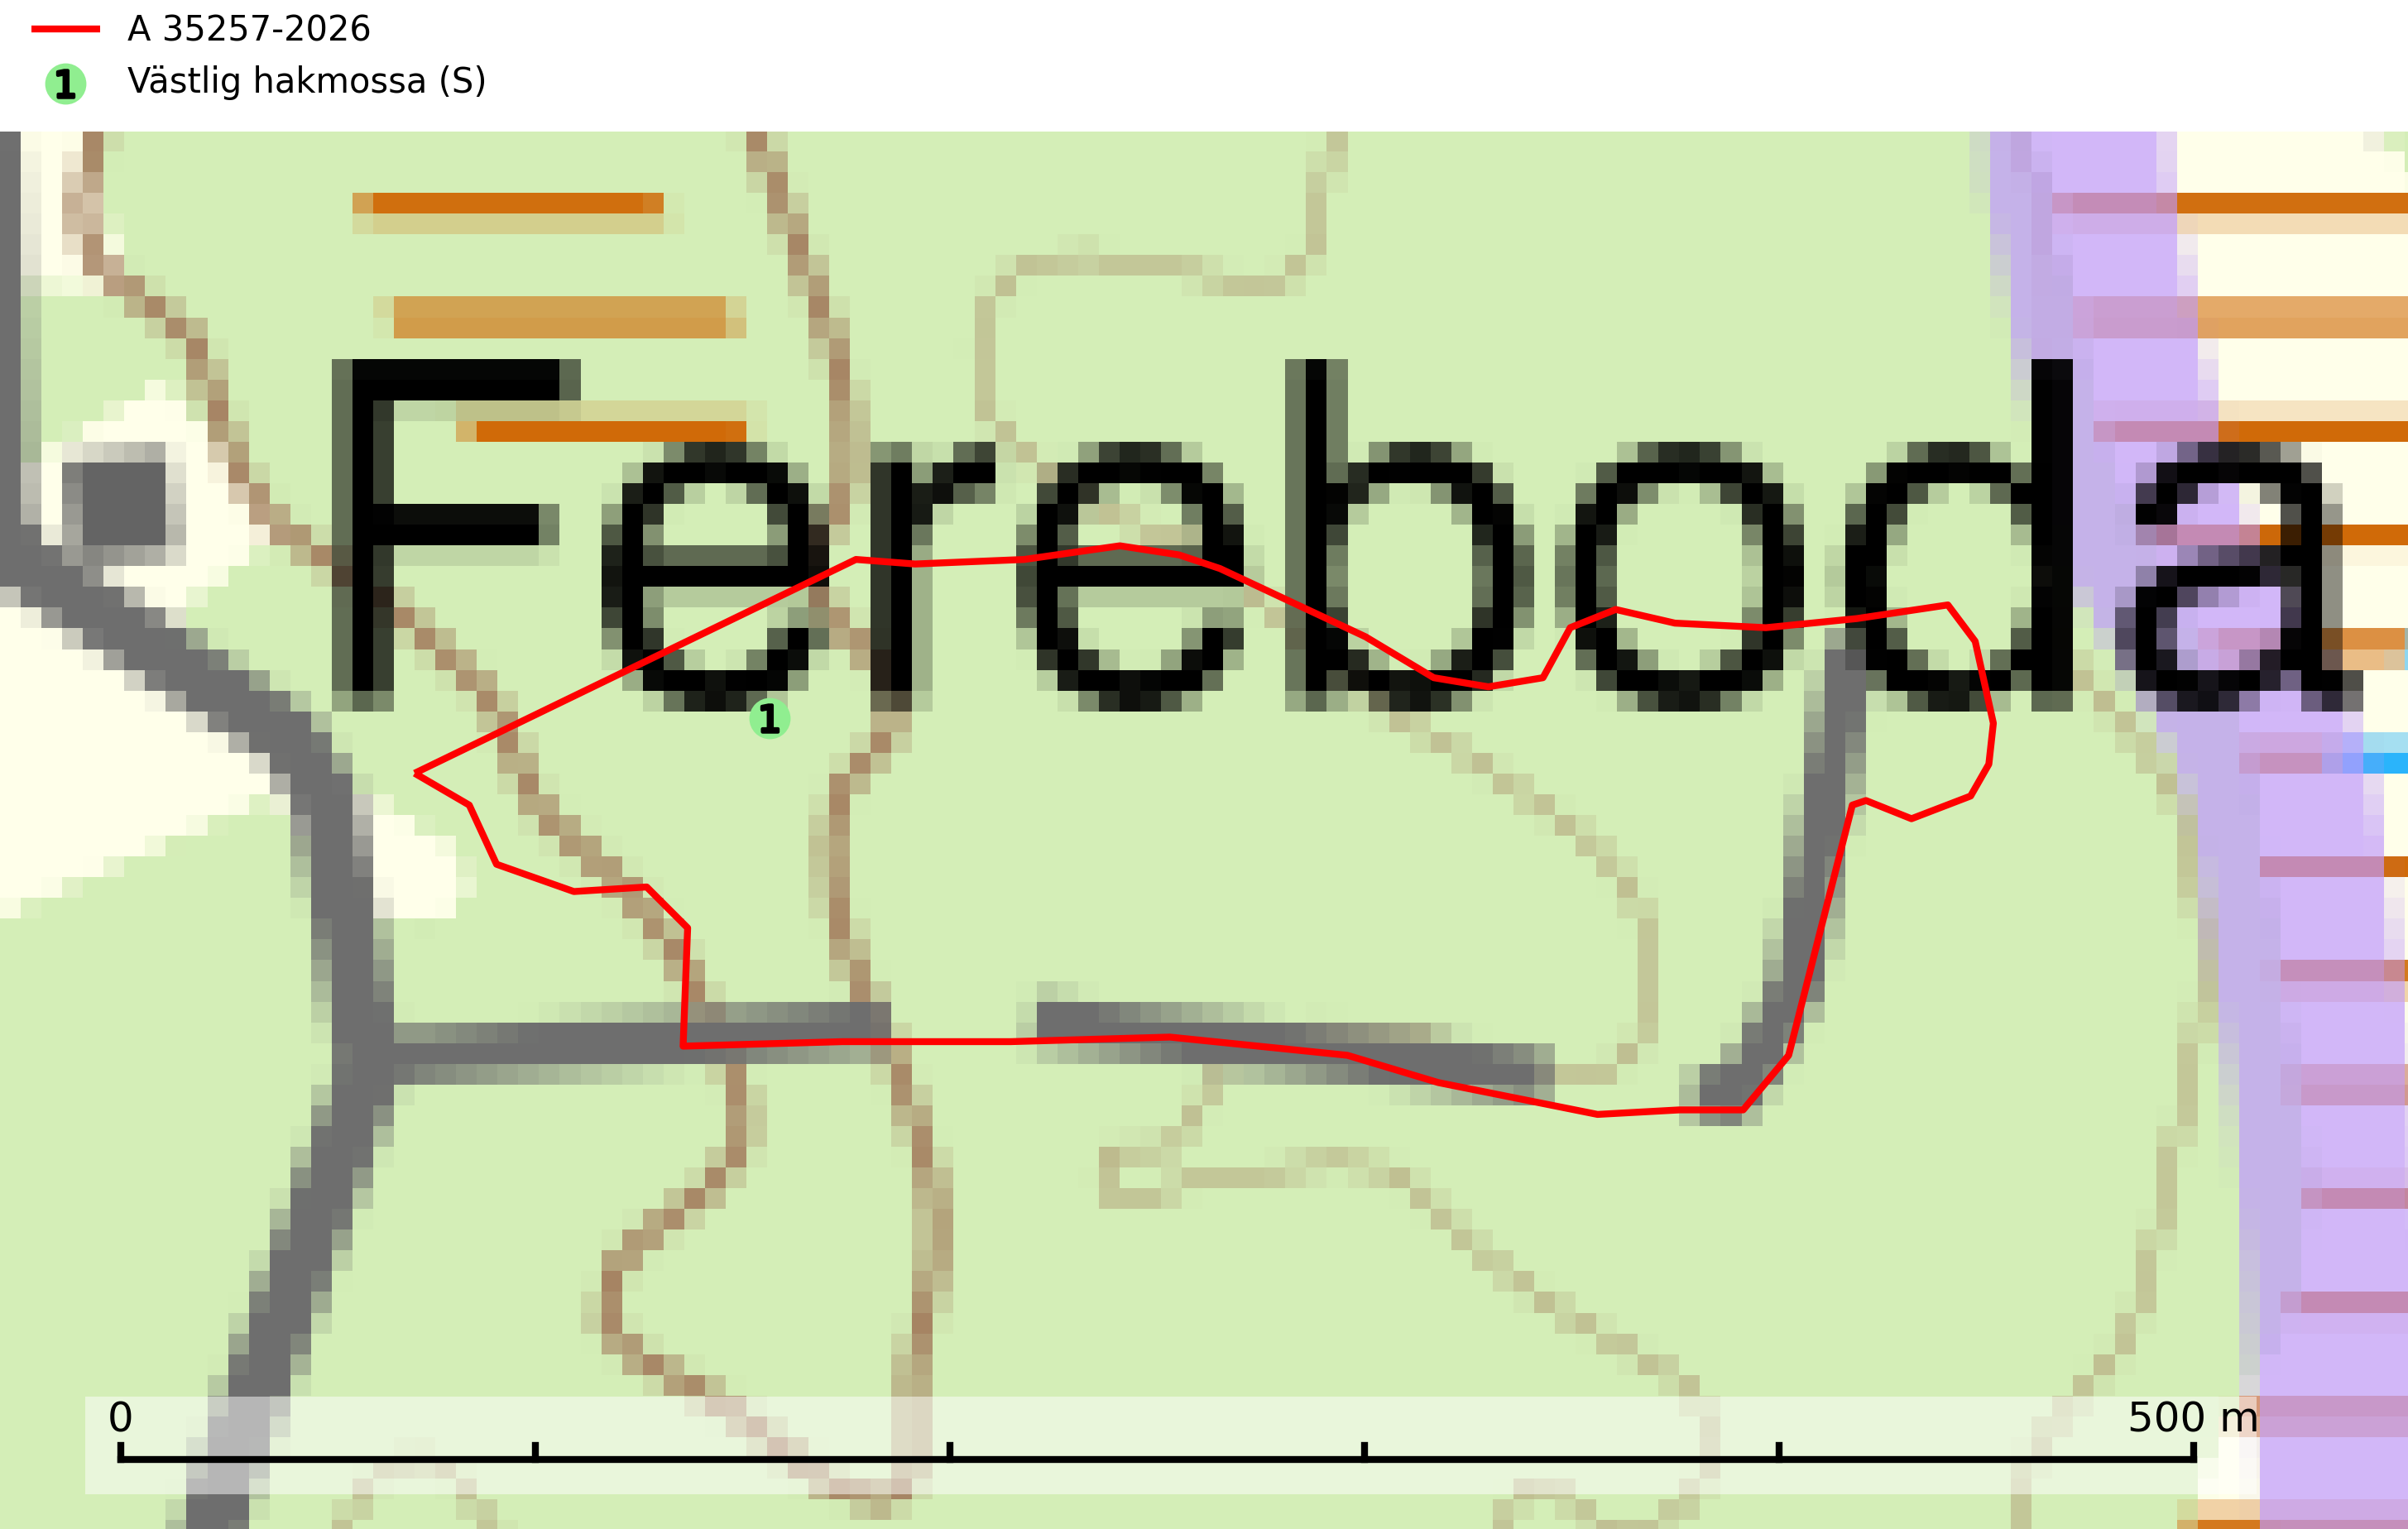 A 35257-2026
1 Västlig hakmossa (S)
Fereboda
1
0 500 m